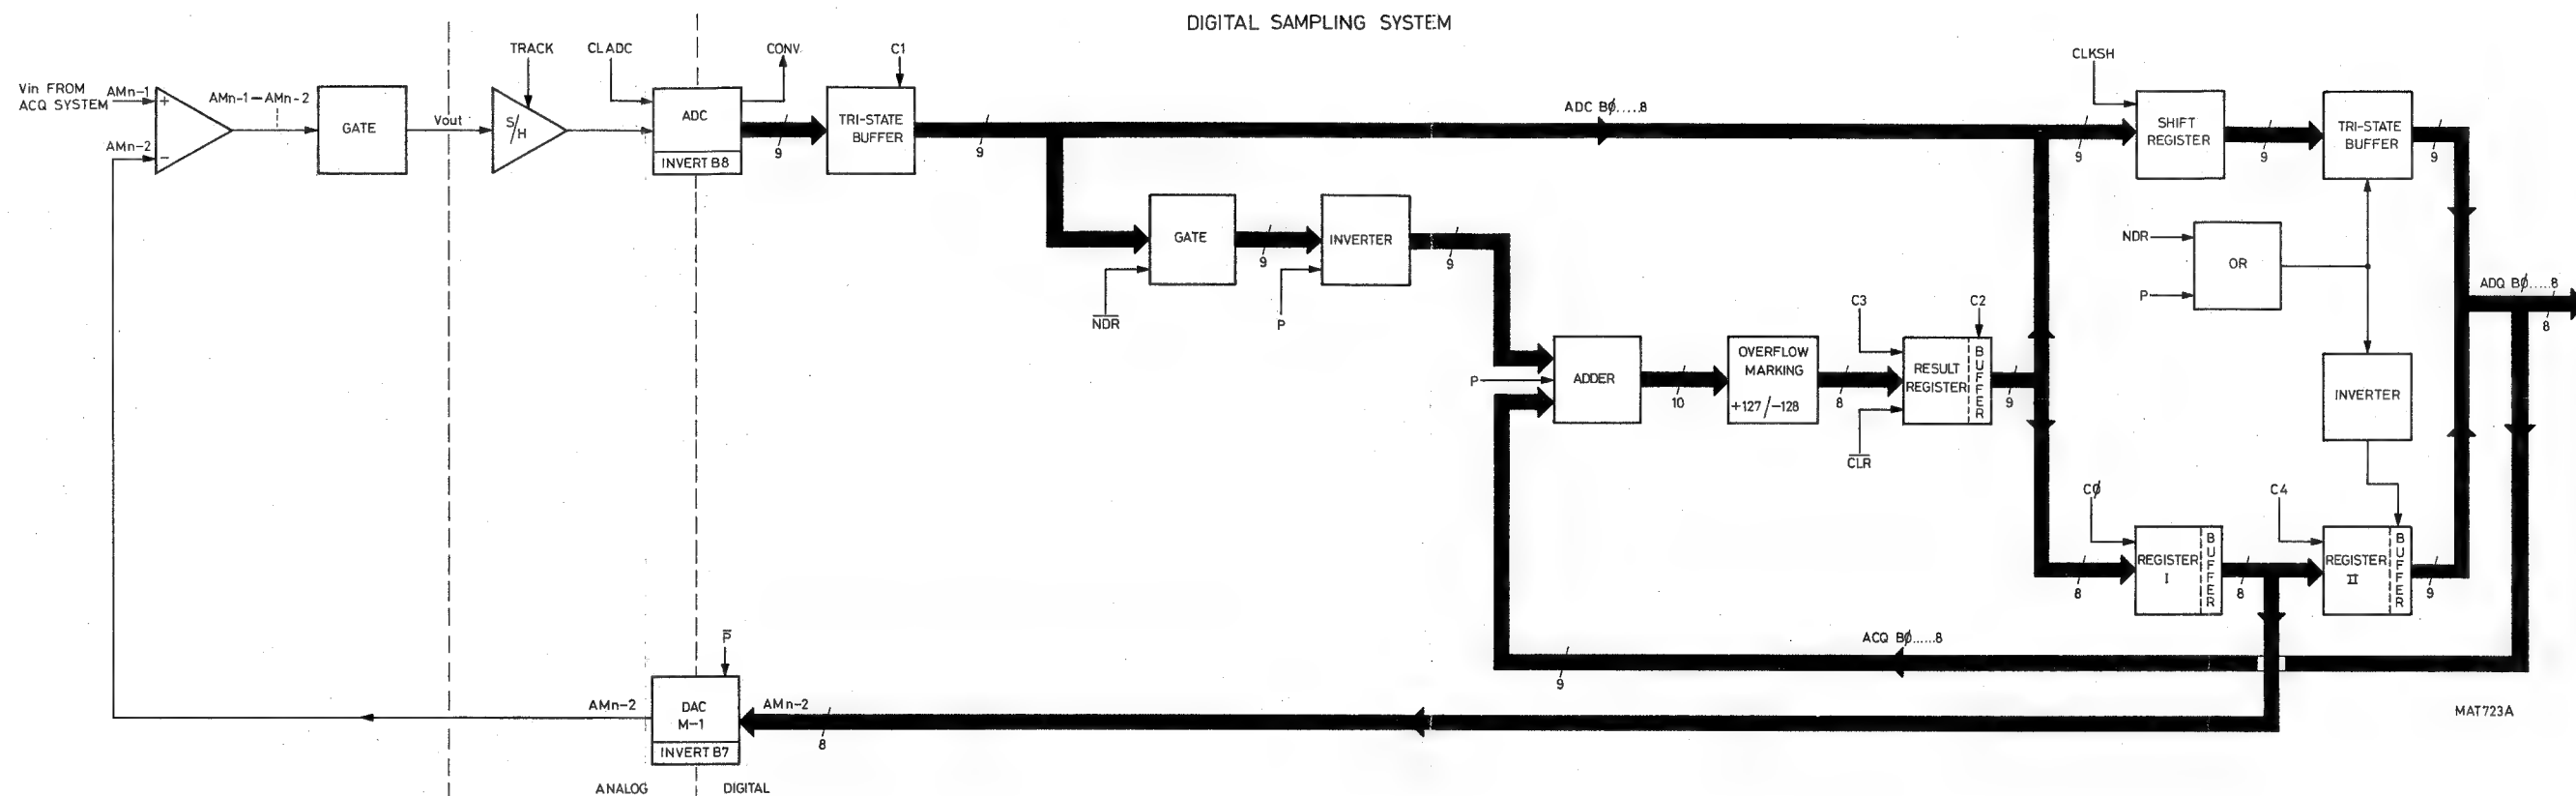 DIGITAL SAMPLING SYSTEM
Vin FROM
ACQ SYSTEM
AMn-1
+
AMn-2
−
AMn-1—AMn-2
GATE
Vout
TRACK
S/H
CLADC
ADC
INVERT B8
CONV.
9
C1
TRI-STATE
BUFFER
9
ADC BØ.....8
9
CLKSH
SHIFT
REGISTER
9
TRI-STATE
BUFFER
9
GATE
NDR
9
INVERTER
P
9
NDR
P
OR
ADQ BØ.....8
8
P
ADDER
10
OVERFLOW
MARKING
+127/−128
8
C3
CLR
RESULT
REGISTER
C2
BUFFER
9
INVERTER
8
CØ
REGISTER
I
BUFFER
8
C4
REGISTER
II
BUFFER
9
ACQ BØ......8
9
P
AMn-2
DAC
M-1
INVERT B7
AMn-2
8
MAT723A
ANALOG
DIGITAL